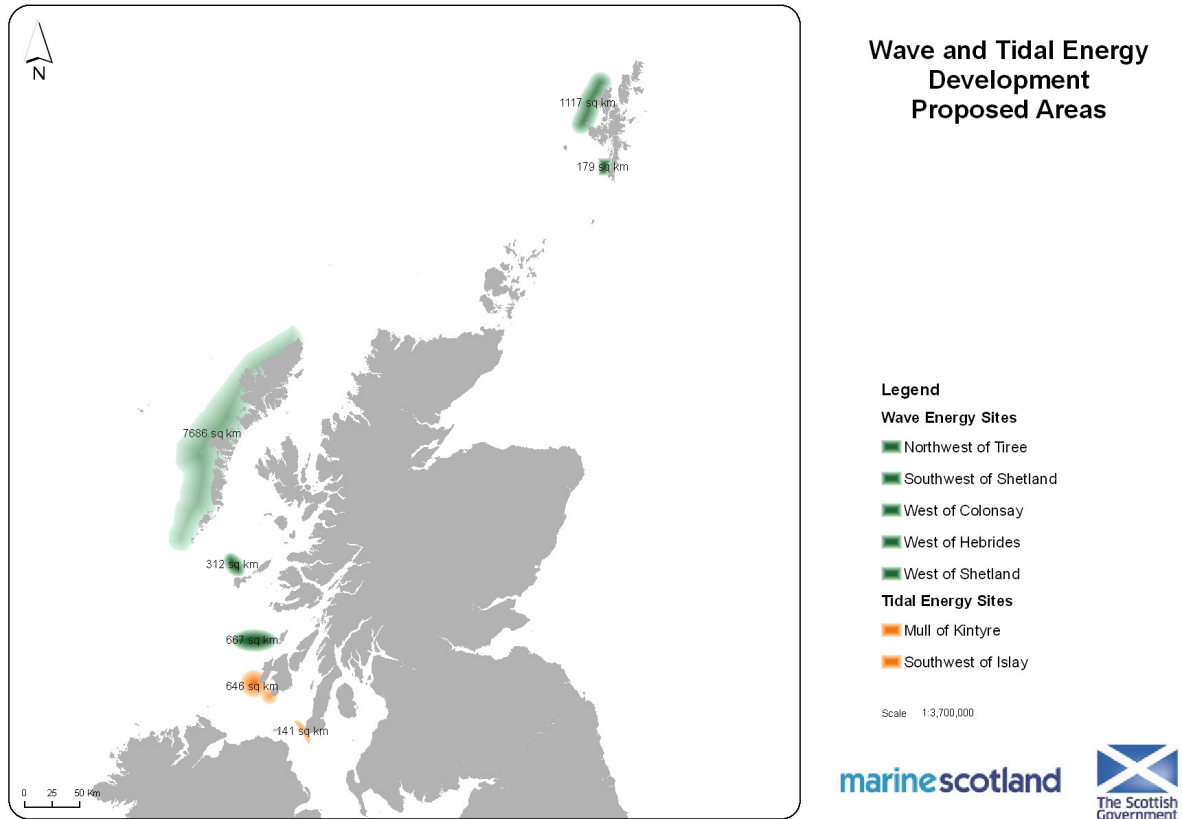 N
1117 sq km
179 sq km
7686 sq km
312 sq km
667 sq km
646 sq km
141 sq km
0 25 50 Km
Wave and Tidal Energy
Development
Proposed Areas
Legend
Wave Energy Sites
Northwest of Tiree
Southwest of Shetland
West of Colonsay
West of Hebrides
West of Shetland
Tidal Energy Sites
Mull of Kintyre
Southwest of Islay
Scale 1:3,700,000
marinescotland
The Scottish
Government